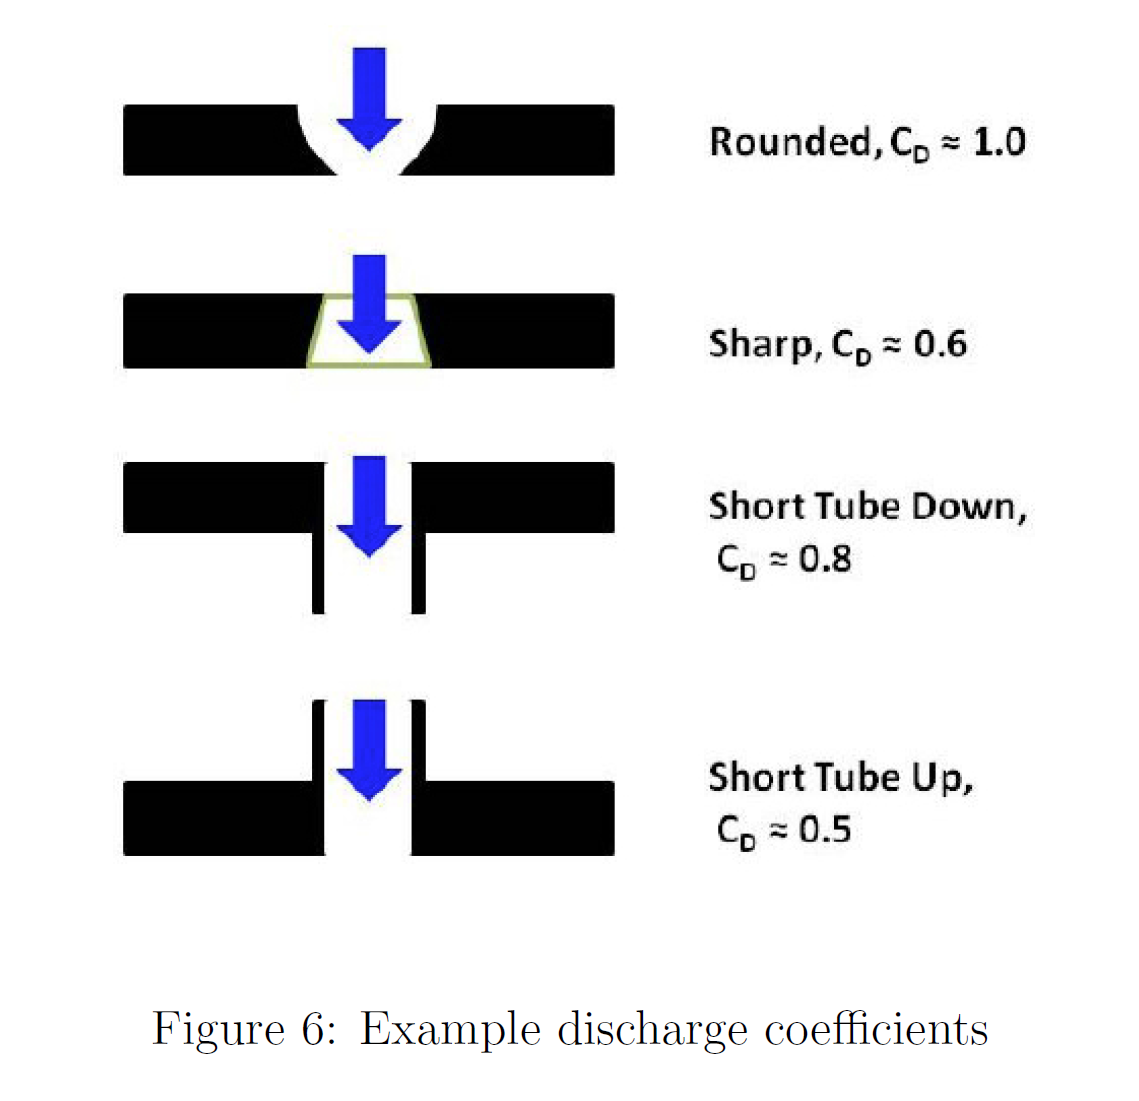 Rounded, C_D ≈ 1.0
Sharp, C_D ≈ 0.6
Short Tube Down,
C_D ≈ 0.8
Short Tube Up,
C_D ≈ 0.5
Figure 6: Example discharge coefficients